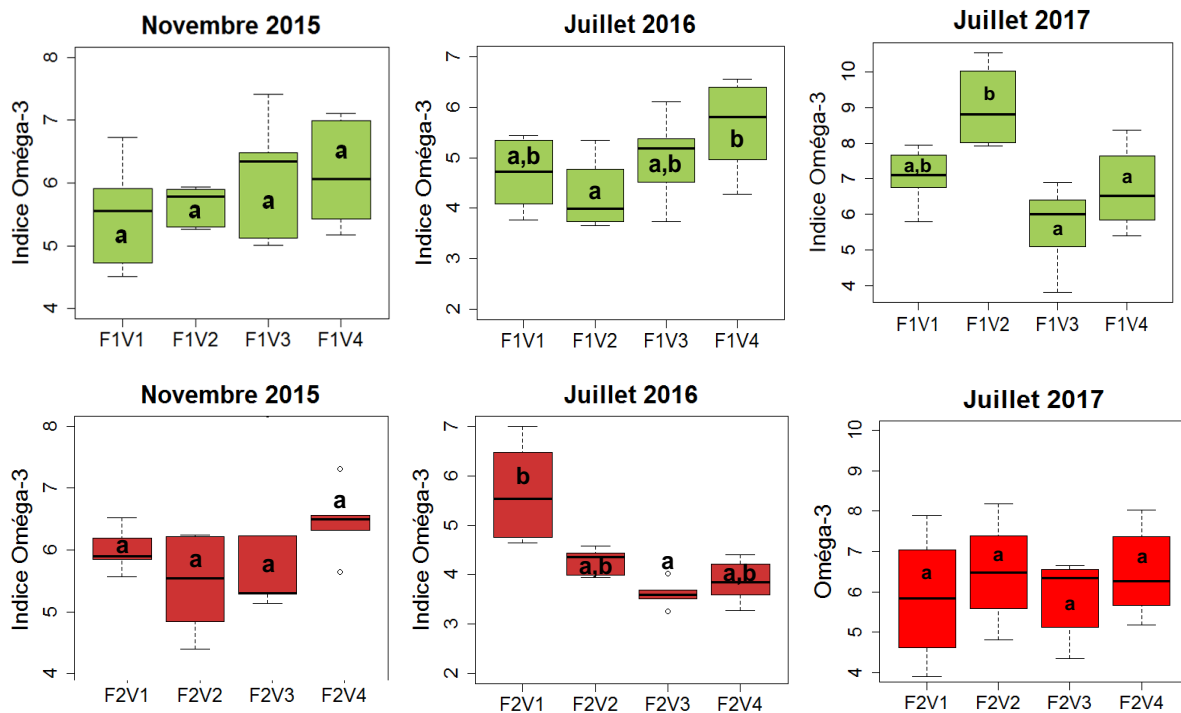 Novembre 2015
Indice Oméga-3
8
7
6
5
4
a
a
a
a
F1V1 F1V2 F1V3 F1V4
Juillet 2016
Indice Oméga-3
7
6
5
4
3
2
a,b
a
a,b
b
F1V1 F1V2 F1V3 F1V4
Juillet 2017
Indice Oméga-3
10
9
8
7
6
5
4
a,b
b
a
a
F1V1 F1V2 F1V3 F1V4
Novembre 2015
Indice Oméga-3
8
7
6
5
4
a
a
a
a
F2V1 F2V2 F2V3 F2V4
Juillet 2016
Indice Oméga-3
7
6
5
4
3
2
b
a,b
a
a,b
F2V1 F2V2 F2V3 F2V4
Juillet 2017
Oméga-3
10
9
8
7
6
5
4
a
a
a
a
F2V1 F2V2 F2V3 F2V4